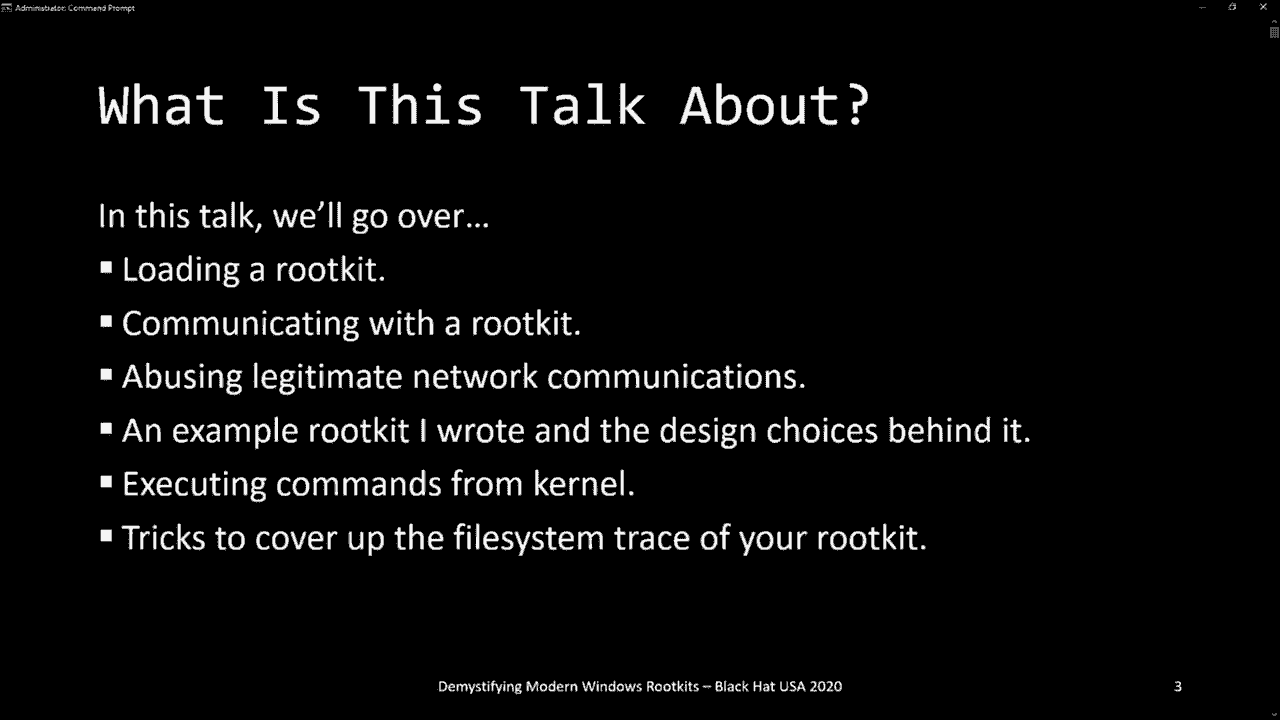 Administrator: Command Prompt
What Is This Talk About?
In this talk, we’ll go over…
▪ Loading a rootkit.
▪ Communicating with a rootkit.
▪ Abusing legitimate network communications.
▪ An example rootkit I wrote and the design choices behind it.
▪ Executing commands from kernel.
▪ Tricks to cover up the filesystem trace of your rootkit.
Demystifying Modern Windows Rootkits – Black Hat USA 2020
3